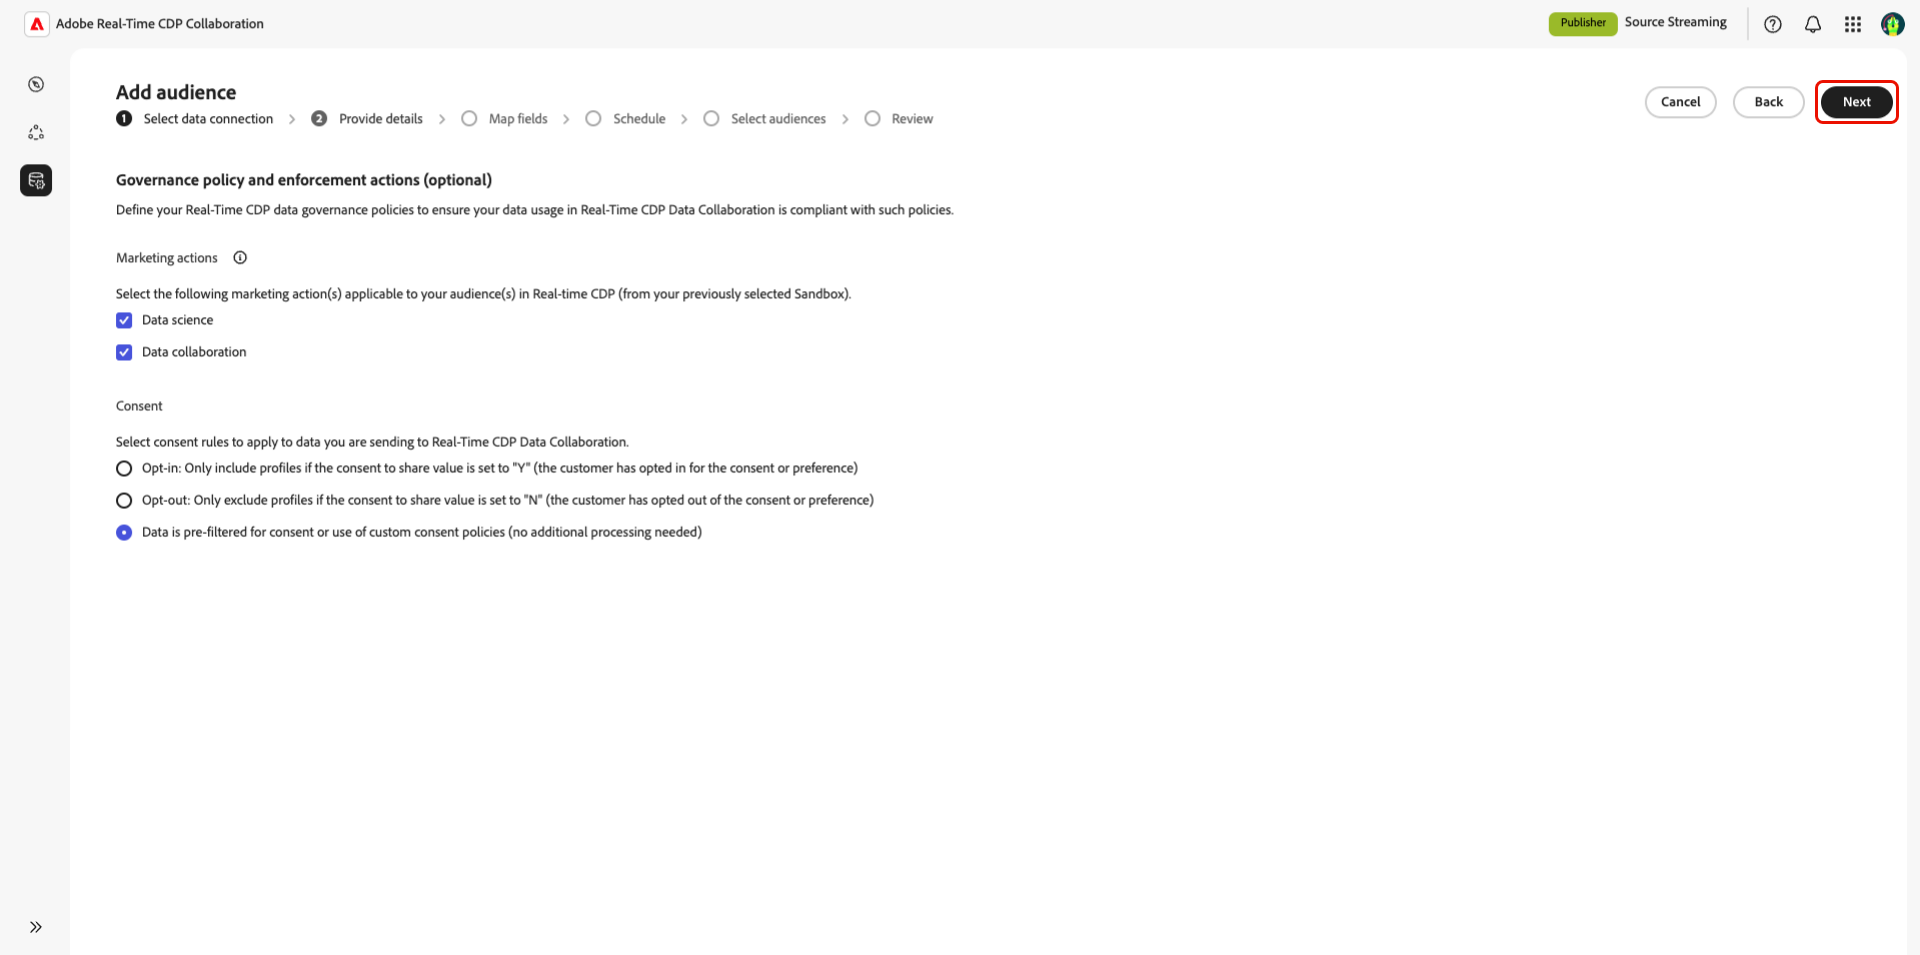 Adobe Real-Time CDP Collaboration
Publisher
Source Streaming
Add audience
Cancel
Back
Next
1 Select data connection
2 Provide details
Map fields
Schedule
Select audiences
Review
Governance policy and enforcement actions (optional)
Define your Real-Time CDP data governance policies to ensure your data usage in Real-Time CDP Data Collaboration is compliant with such policies.
Marketing actions
Select the following marketing action(s) applicable to your audience(s) in Real-time CDP (from your previously selected Sandbox).
Data science
Data collaboration
Consent
Select consent rules to apply to data you are sending to Real-Time CDP Data Collaboration.
Opt-in: Only include profiles if the consent to share value is set to "Y" (the customer has opted in for the consent or preference)
Opt-out: Only exclude profiles if the consent to share value is set to "N" (the customer has opted out of the consent or preference)
Data is pre-filtered for consent or use of custom consent policies (no additional processing needed)